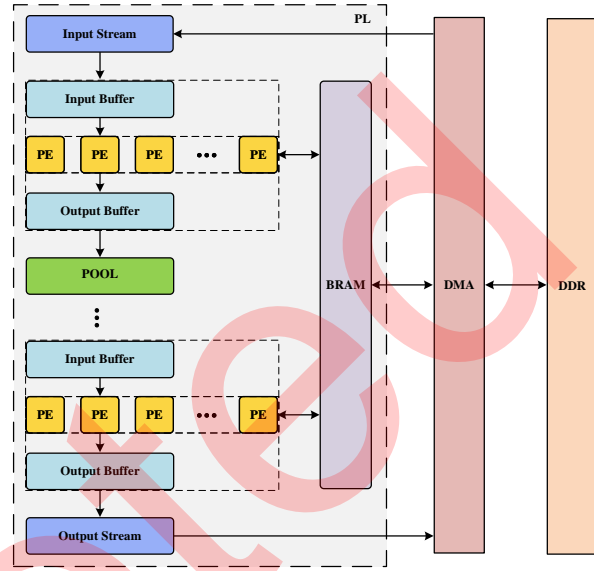 PL
Input Stream
Input Buffer
PE PE PE ••• PE
Output Buffer
POOL
BRAM
DMA
DDR
Input Buffer
PE PE PE ••• PE
Output Buffer
Output Stream
ted